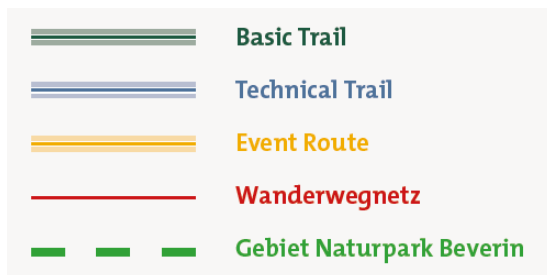 Basic Trail
Technical Trail
Event Route
Wanderwegnetz
Gebiet Naturpark Beverin